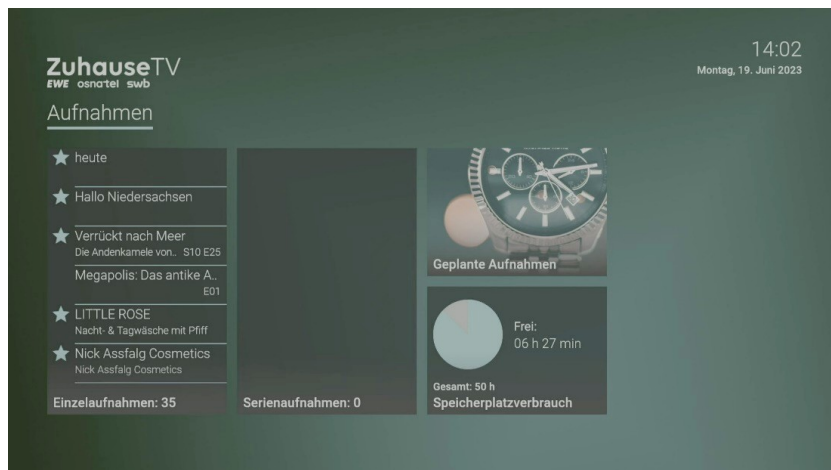 ZuhauseTV
EWE osnatel swb
14:02
Montag, 19. Juni 2023
Aufnahmen
heute
Hallo Niedersachsen
Verrückt nach Meer
Die Andenkamele von.. S10 E25
Megapolis: Das antike A..
E01
LITTLE ROSE
Nacht- & Tagwäsche mit Pfiff
Nick Assfalg Cosmetics
Nick Assfalg Cosmetics
Einzelaufnahmen: 35
Serienaufnahmen: 0
Geplante Aufnahmen
Frei:
06 h 27 min
Gesamt: 50 h
Speicherplatzverbrauch